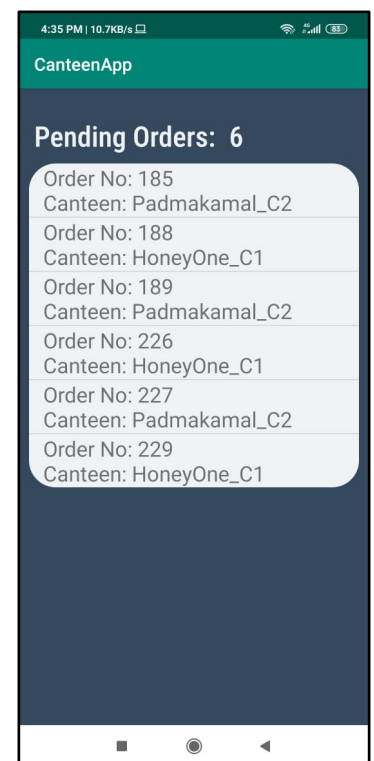 4:35 PM | 10.7KB/s
4G
83
CanteenApp
Pending Orders: 6
Order No: 185
Canteen: Padmakamal_C2
Order No: 188
Canteen: HoneyOne_C1
Order No: 189
Canteen: Padmakamal_C2
Order No: 226
Canteen: HoneyOne_C1
Order No: 227
Canteen: Padmakamal_C2
Order No: 229
Canteen: HoneyOne_C1